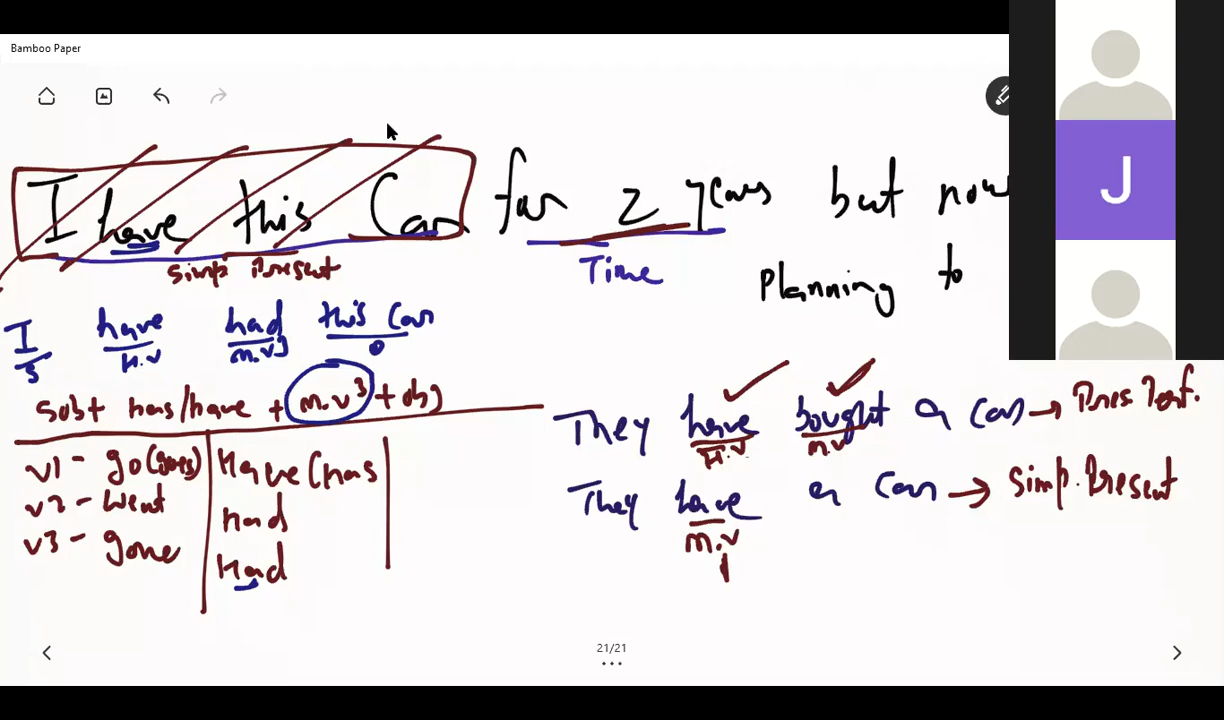 Bamboo Paper
I have this Car for 2 years but now
Simp Present
Time
Planning to
I have had this Car
S H.V m.v3 o
Sub+ has/have + m.v3 + obj
V1 - go(goes) Have(has
V2 - Went had
V3 - gone Had
They have bought a Car → Pres Perf.
H.V m.v
They have a Car → Simp. Present
m.v
J
21/21